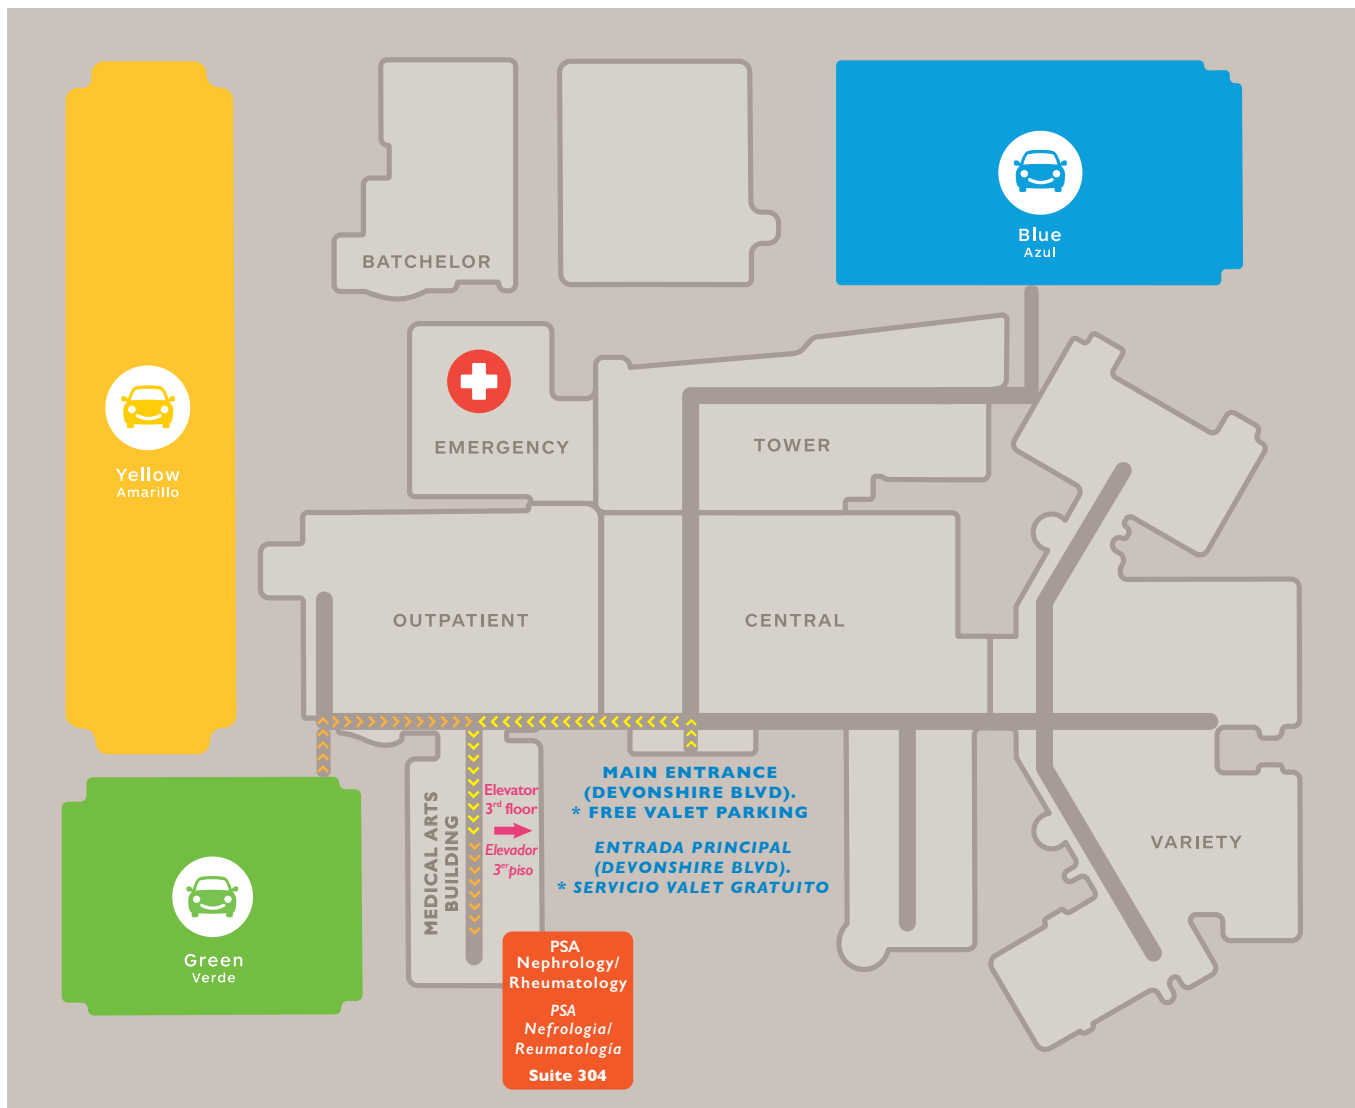 Blue
Azul
BATCHELOR
EMERGENCY
TOWER
Yellow
Amarillo
OUTPATIENT
CENTRAL
MAIN ENTRANCE
(DEVONSHIRE BLVD).
* FREE VALET PARKING
ENTRADA PRINCIPAL
(DEVONSHIRE BLVD).
* SERVICIO VALET GRATUITO
Elevator
3rd floor
Elevador
3er piso
MEDICAL ARTS
BUILDING
VARIETY
Green
Verde
PSA
Nephrology/
Rheumatology
PSA
Nefrologia/
Reumatología
Suite 304